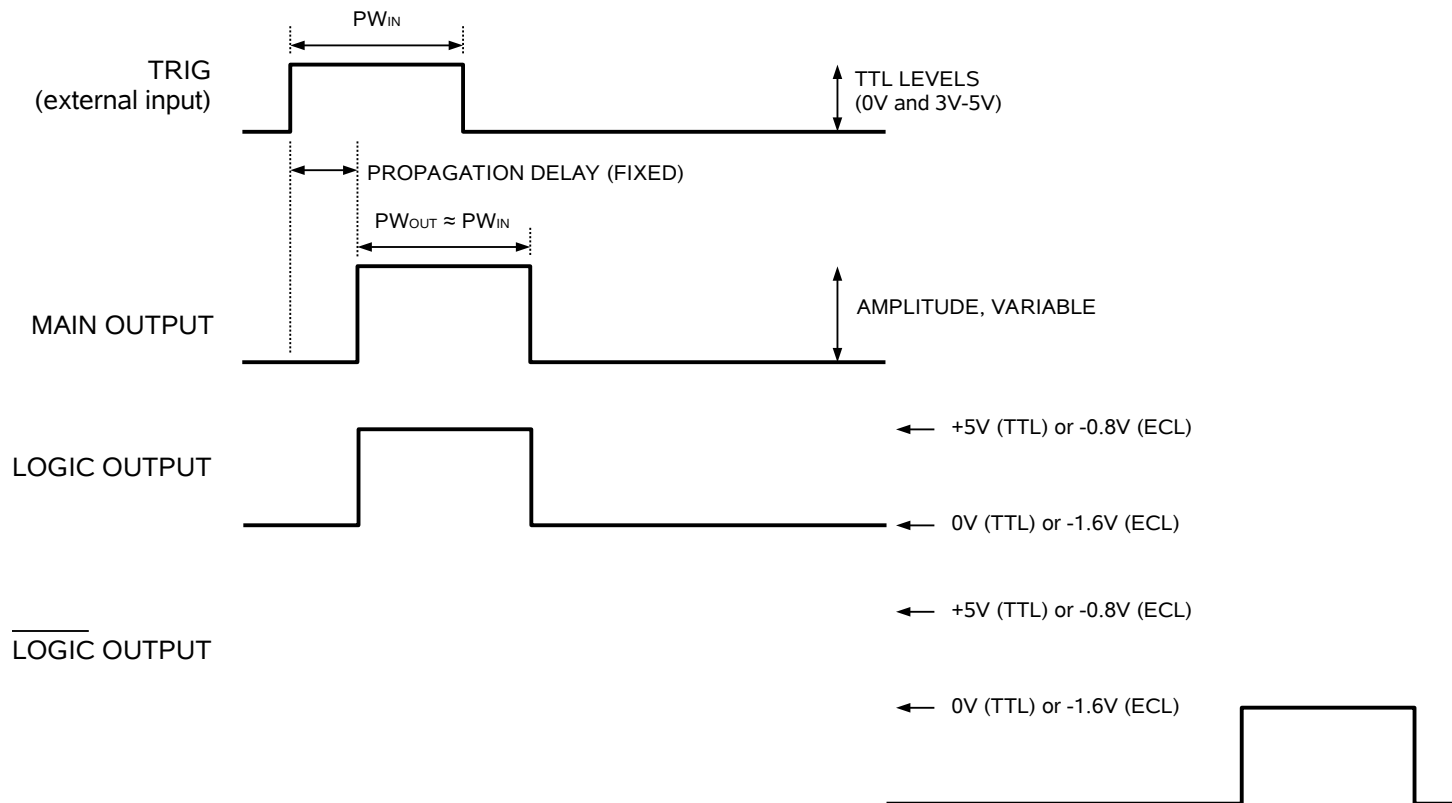 PWIN
TRIG
(external input)
TTL LEVELS
(0V and 3V-5V)
PROPAGATION DELAY (FIXED)
PWOUT ≈ PWIN
MAIN OUTPUT
AMPLITUDE, VARIABLE
+5V (TTL) or -0.8V (ECL)
LOGIC OUTPUT
0V (TTL) or -1.6V (ECL)
+5V (TTL) or -0.8V (ECL)
L̅O̅G̅I̅C̅ OUTPUT
0V (TTL) or -1.6V (ECL)